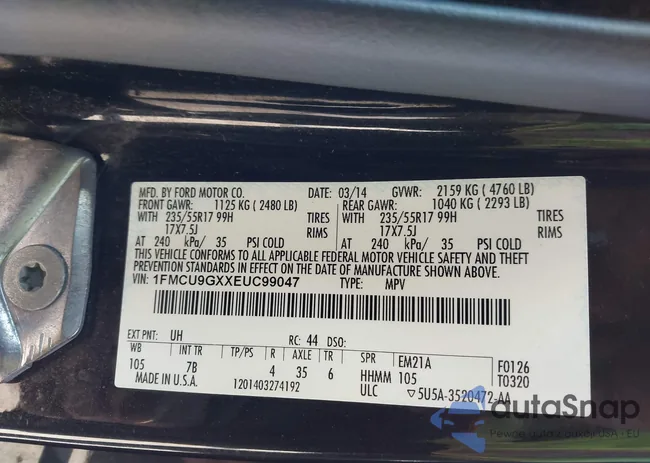 MFD. BY FORD MOTOR CO. DATE: 03/14 GVWR: 2159 KG ( 4760 LB)
FRONT GAWR: 1125 KG ( 2480 LB) REAR GAWR: 1040 KG ( 2293 LB)
WITH 235/55R17 99H TIRES WITH 235/55R17 99H TIRES
17X7.5J RIMS 17X7.5J RIMS
AT 240 kPa/ 35 PSI COLD AT 240 kPa/ 35 PSI COLD
THIS VEHICLE CONFORMS TO ALL APPLICABLE FEDERAL MOTOR VEHICLE SAFETY AND THEFT
PREVENTION STANDARDS IN EFFECT ON THE DATE OF MANUFACTURE SHOWN ABOVE.
VIN: 1FMCU9GXXEUC99047 TYPE: MPV
EXT PNT: UH RC: 44 DSO:
WB INT TR TP/PS R AXLE TR SPR EM21A F0126
105 7B 4 35 6 HHMM 105 T0320
MADE IN U.S.A. 1201403274192 ULC ▽5U5A-3520472-AA
autoSnap
Pewne auto z aukcji USA - EU